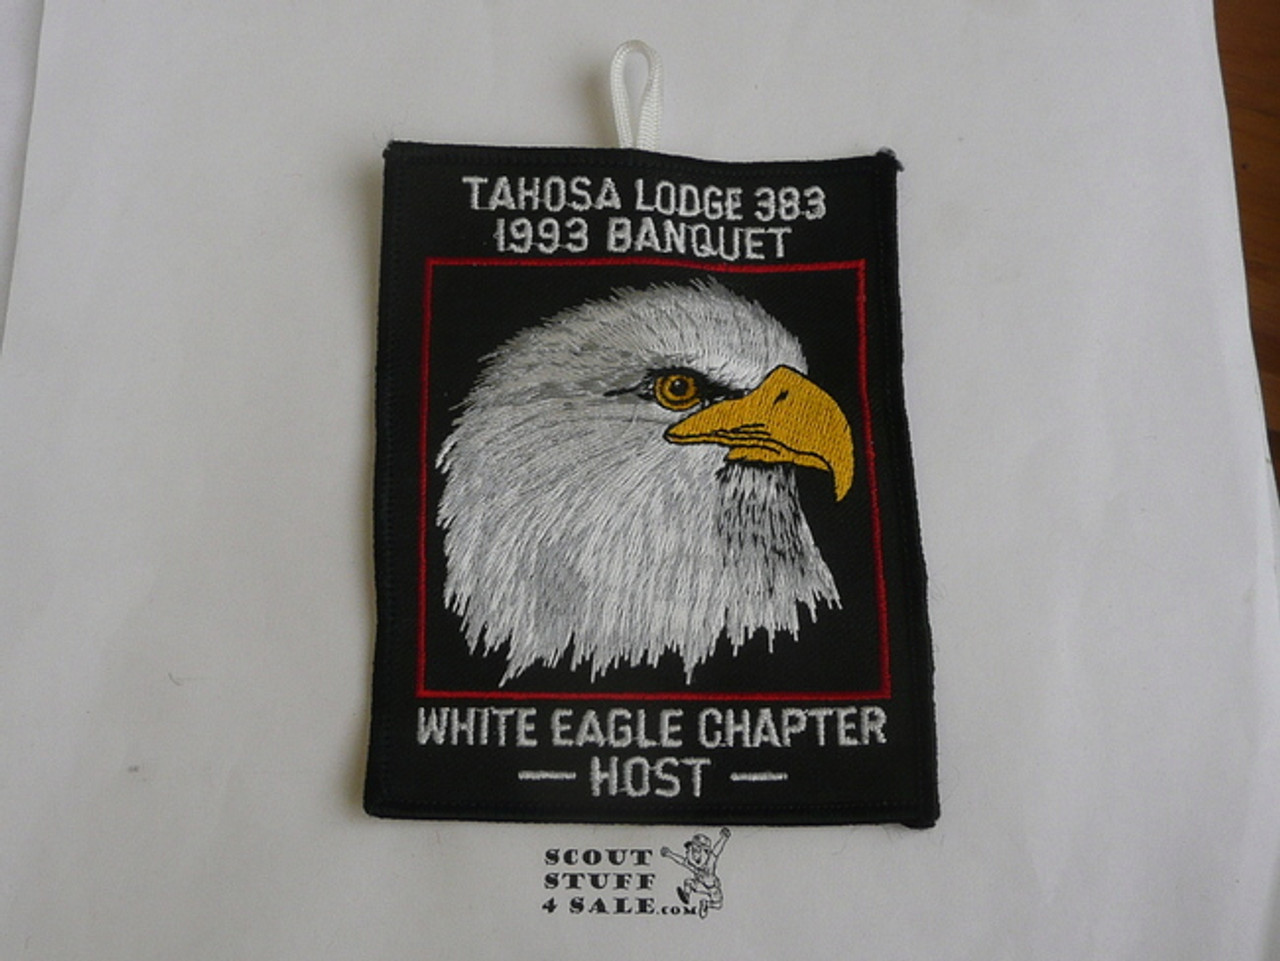 TAHOSA LODGE 383
1993 BANQUET
WHITE EAGLE CHAPTER
— HOST —
SCOUT
STUFF
4 SALE.COM